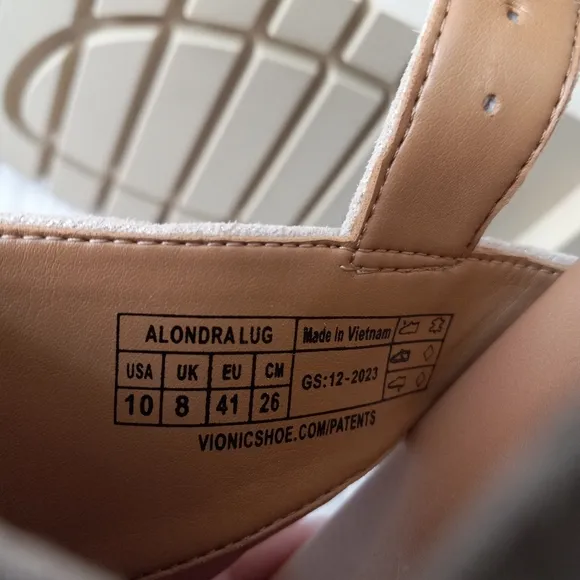 ALONDRA LUG Made in Vietnam
USA UK EU CM
10 8 41 26 GS:12-2023
VIONICSHOE.COM/PATENTS